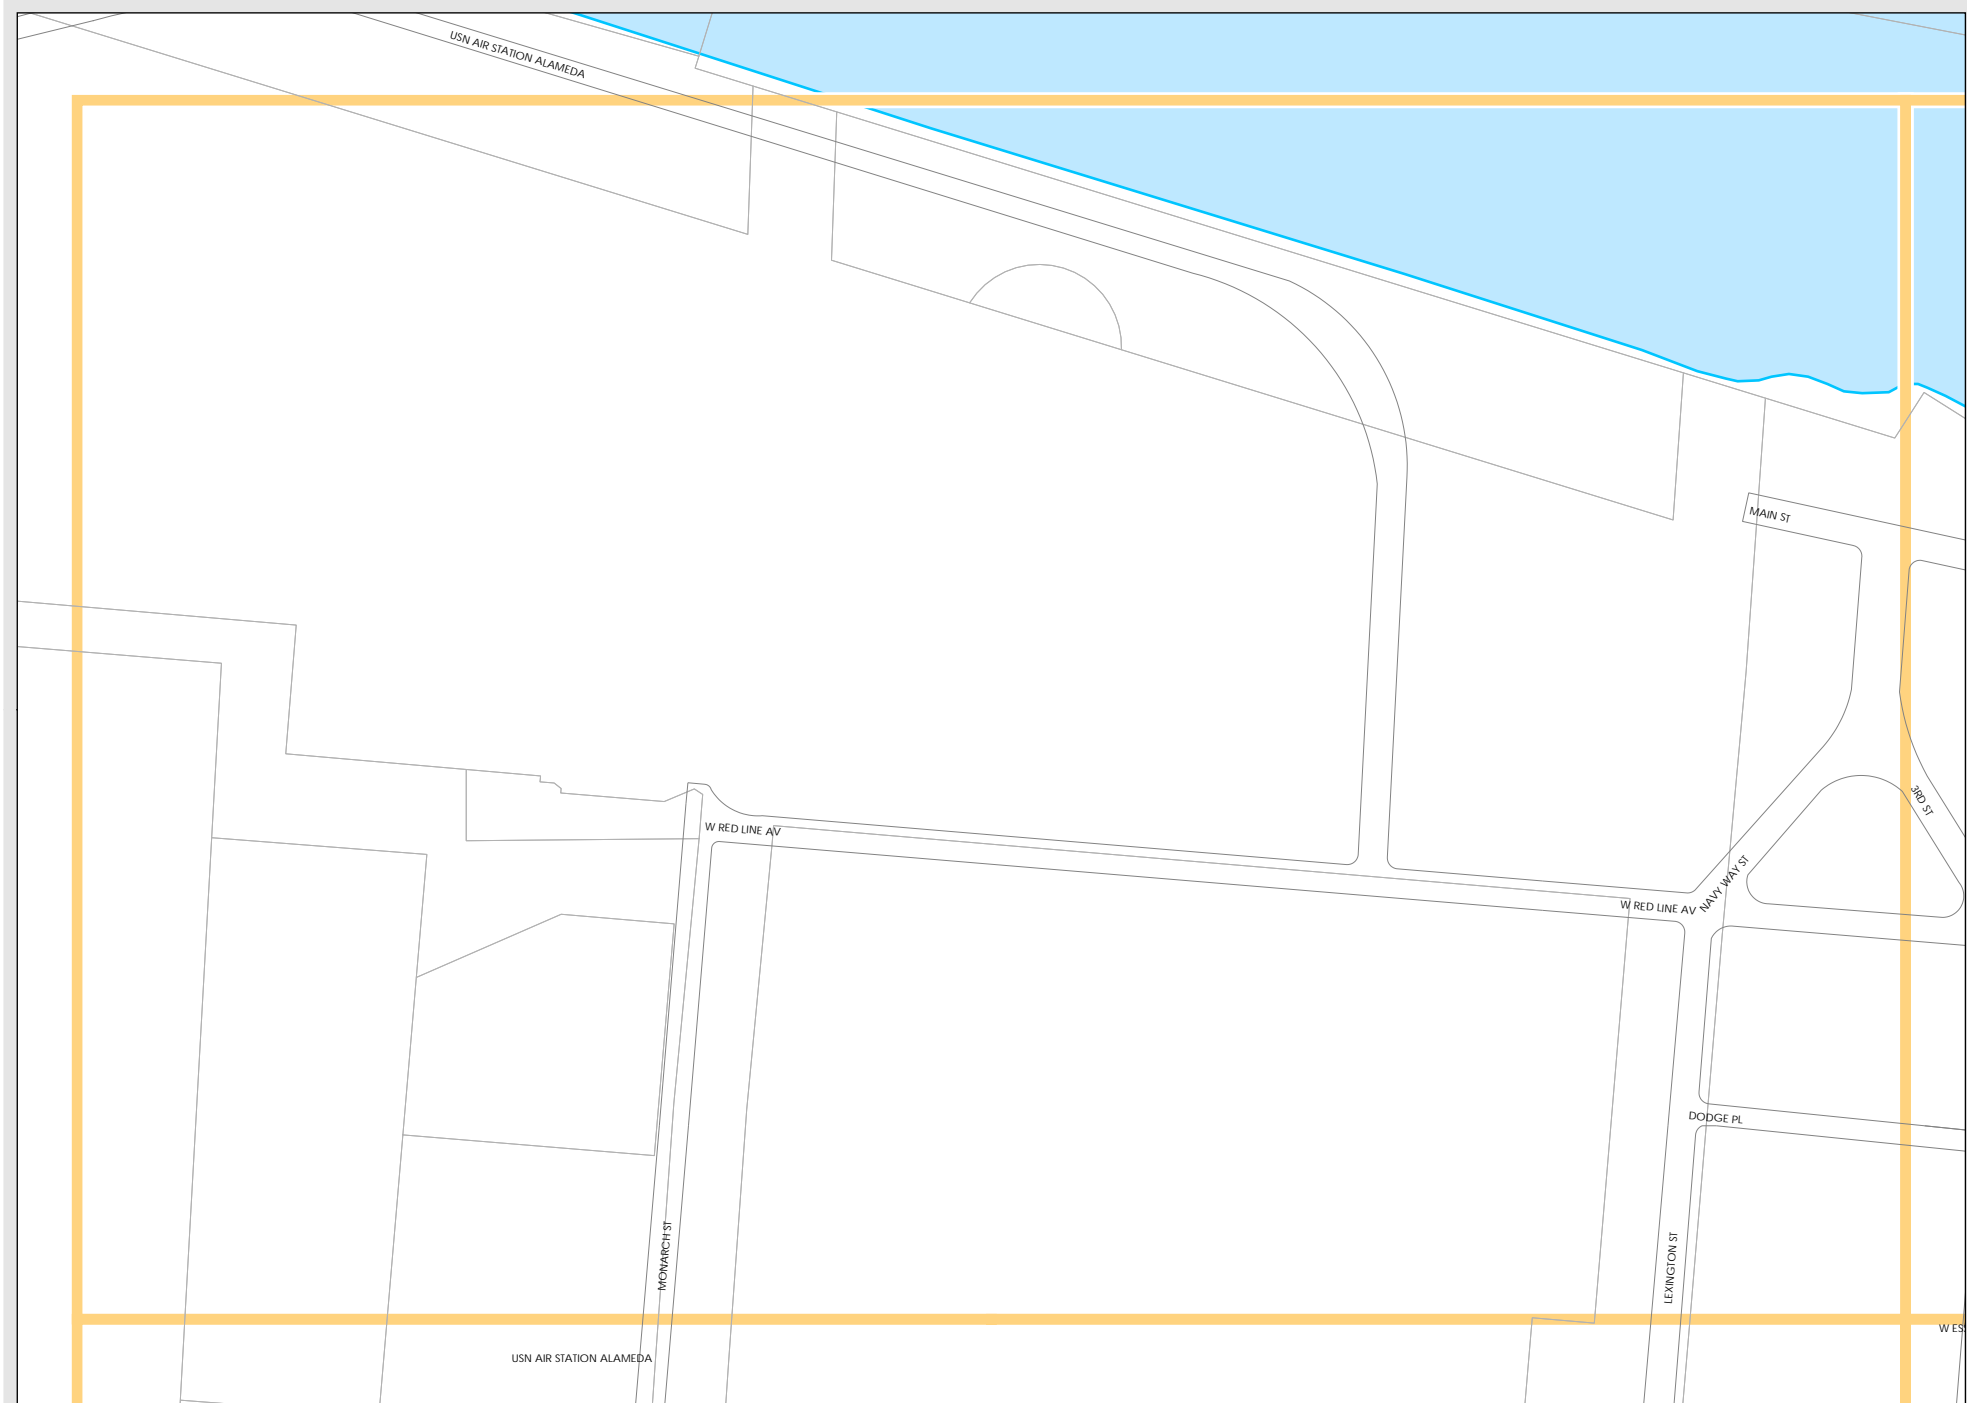 USN AIR STATION ALAMEDA
MAIN ST
3RD ST
W RED LINE AV
NAVY WAY ST
W RED LINE AV
DODGE PL
MONARCH ST
LEXINGTON ST
W ES
USN AIR STATION ALAMEDA